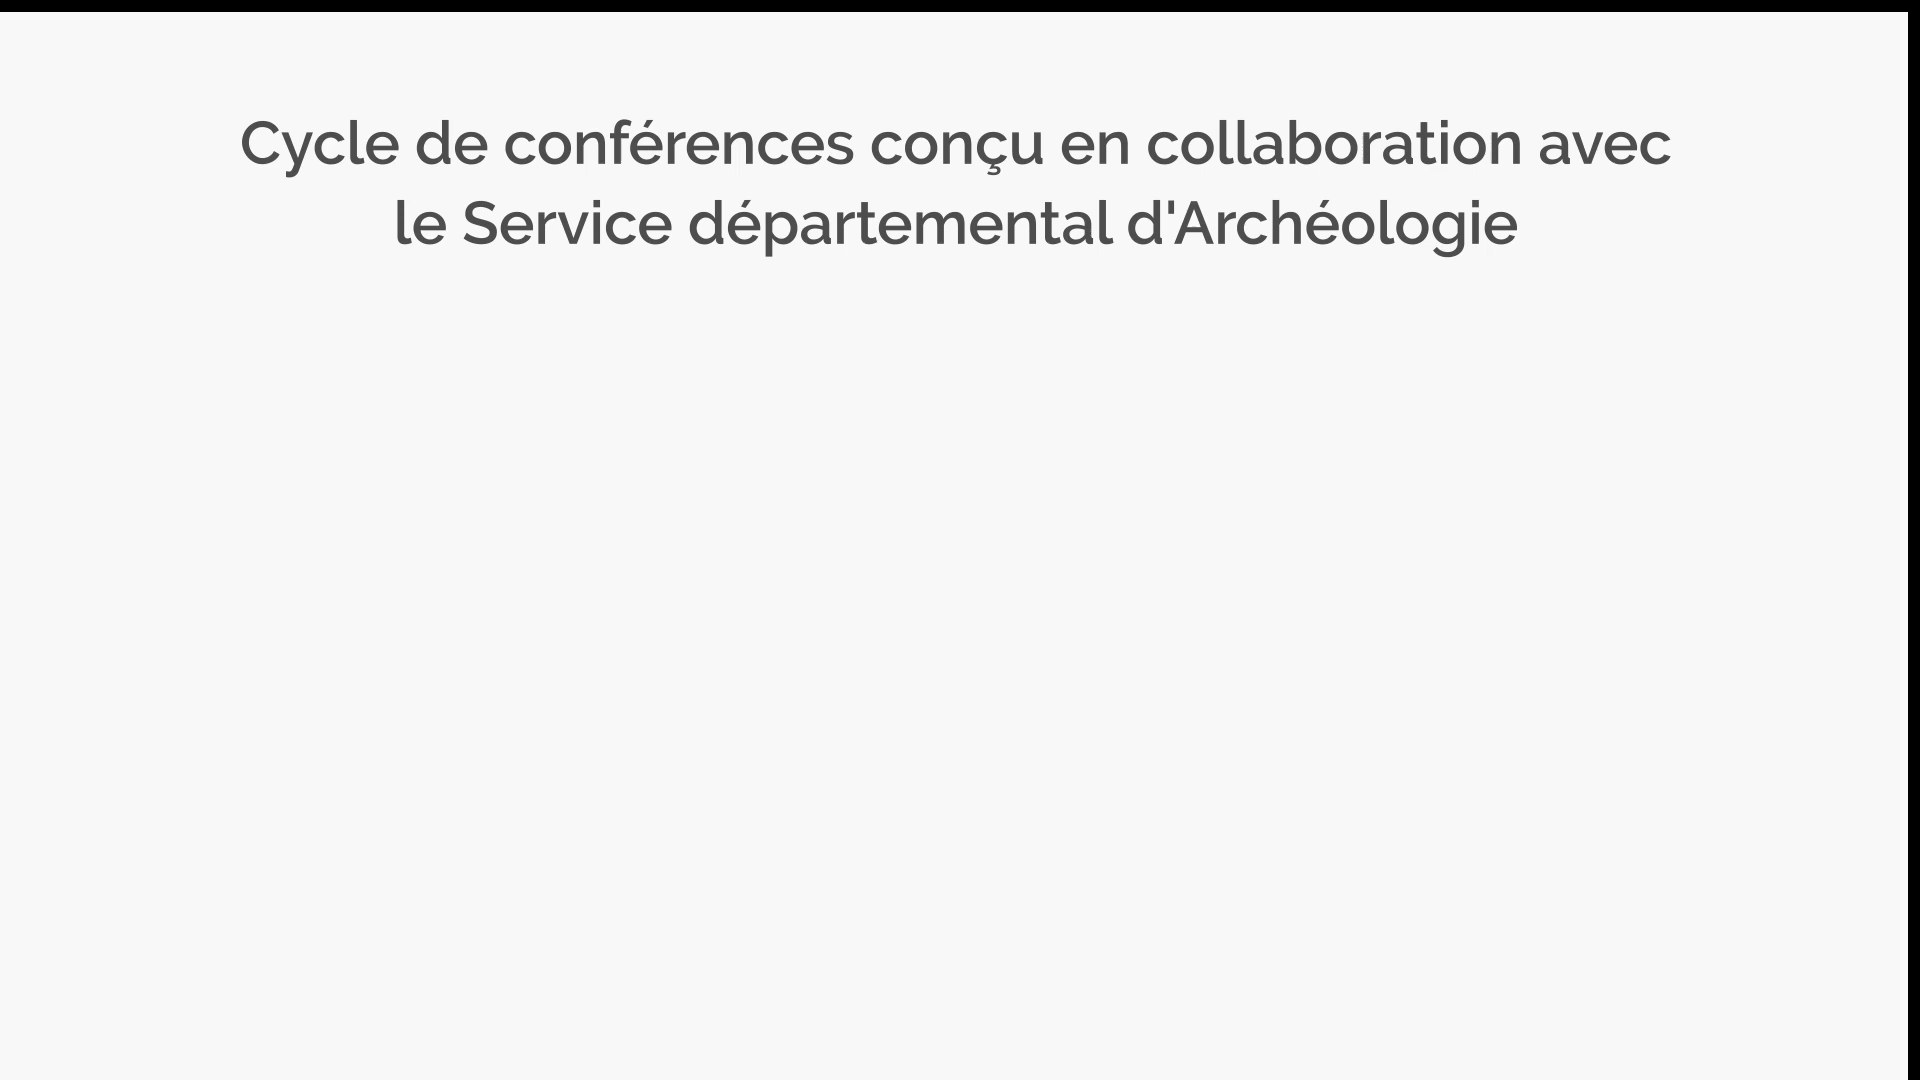 Cycle de conférences conçu en collaboration avec
le Service départemental d'Archéologie